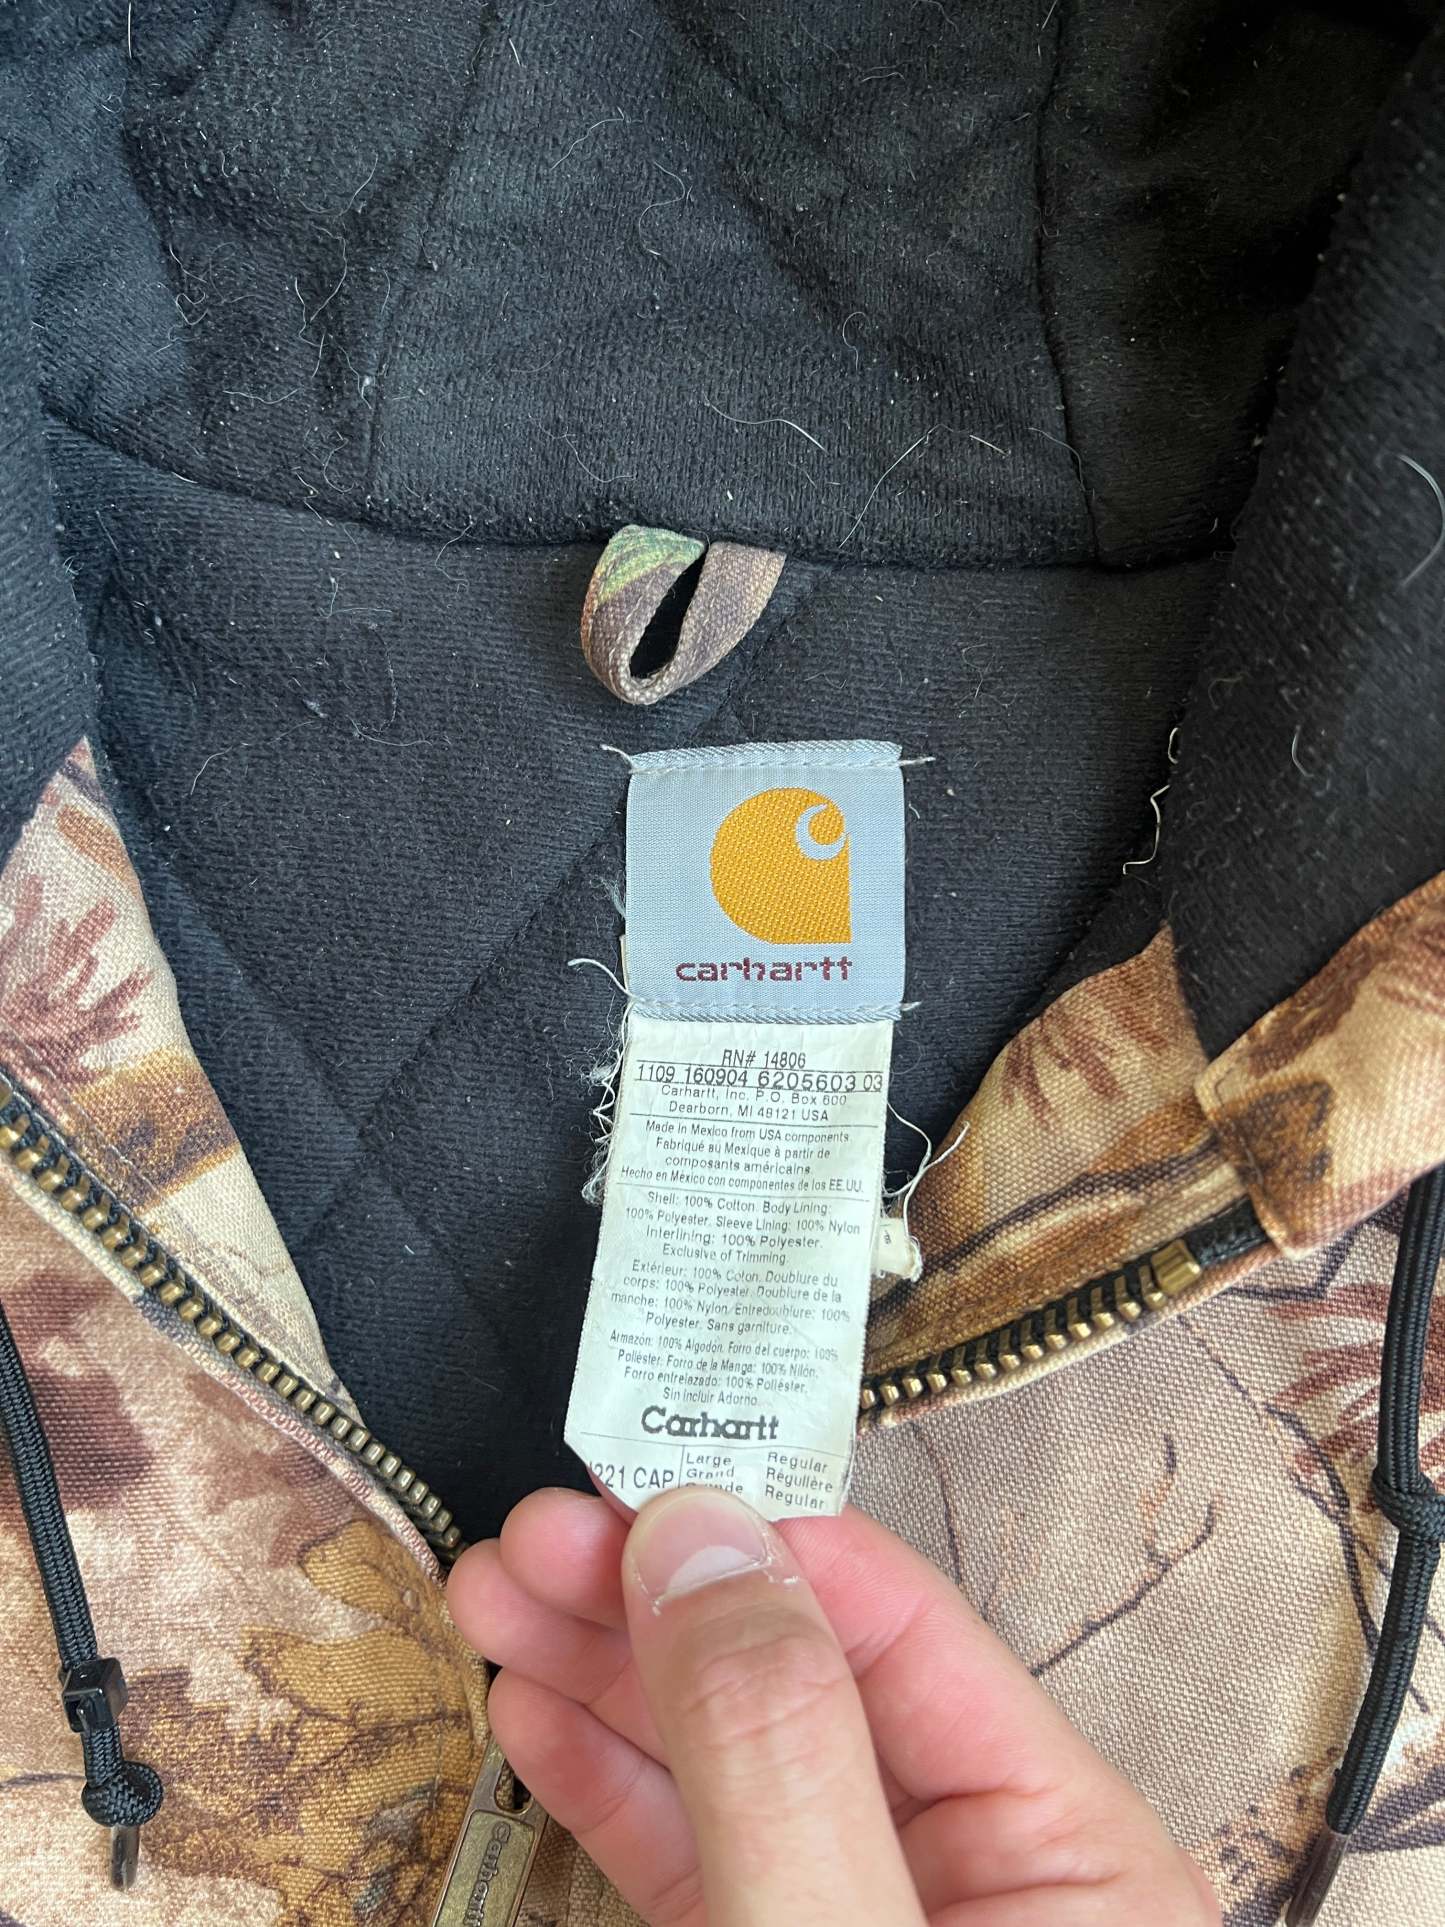 carhartt
RN# 14806
1109 160904 6205603 03
Carhartt, Inc. P.O. Box 600
Dearborn, MI 48121 USA
Made in Mexico from USA components.
Fabriqué au Mexique à partir de
composants américains.
Hecho en México con componentes de los EE.UU.
Shell: 100% Cotton. Body Lining:
100% Polyester. Sleeve Lining: 100% Nylon
Interlining: 100% Polyester.
Exclusive of Trimming.
Extérieur: 100% Coton. Doublure du
corps: 100% Polyester. Doublure de la
manche: 100% Nylon. Entredoublure: 100%
Polyester. Sans garniture.
Armazón: 100% Algodón. Forro del cuerpo: 100%
Poliéster. Forro de la Manga: 100% Nilón.
Forro entrelazado: 100% Poliéster.
Sin incluir Adorno.
Carhartt
221 CAP
Large Regular
Grand Régulière
Regular
Carhartt